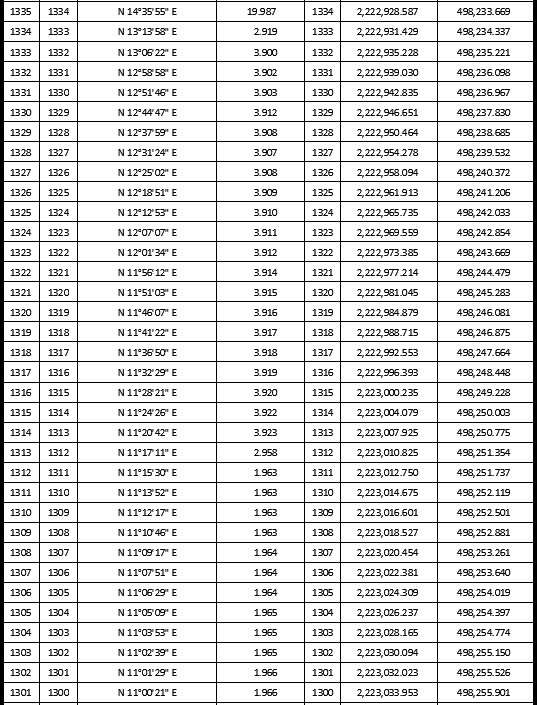 1335 1334 N 14°35'55" E 19.987 1334 2,222,928.587 498,233.669
1334 1333 N 13°13'58" E 2.919 1333 2,222,931.429 498,234.337
1333 1332 N 13°06'22" E 3.900 1332 2,222,935.228 498,235.221
1332 1331 N 12°58'58" E 3.902 1331 2,222,939.030 498,236.098
1331 1330 N 12°51'46" E 3.903 1330 2,222,942.835 498,236.967
1330 1329 N 12°44'47" E 3.912 1329 2,222,946.651 498,237.830
1329 1328 N 12°37'59" E 3.908 1328 2,222,950.464 498,238.685
1328 1327 N 12°31'24" E 3.907 1327 2,222,954.278 498,239.532
1327 1326 N 12°25'02" E 3.908 1326 2,222,958.094 498,240.372
1326 1325 N 12°18'51" E 3.909 1325 2,222,961.913 498,241.206
1325 1324 N 12°12'53" E 3.910 1324 2,222,965.735 498,242.033
1324 1323 N 12°07'07" E 3.911 1323 2,222,969.559 498,242.854
1323 1322 N 12°01'34" E 3.912 1322 2,222,973.385 498,243.669
1322 1321 N 11°56'12" E 3.914 1321 2,222,977.214 498,244.479
1321 1320 N 11°51'03" E 3.915 1320 2,222,981.045 498,245.283
1320 1319 N 11°46'07" E 3.916 1319 2,222,984.879 498,246.081
1319 1318 N 11°41'22" E 3.917 1318 2,222,988.715 498,246.875
1318 1317 N 11°36'50" E 3.918 1317 2,222,992.553 498,247.664
1317 1316 N 11°32'29" E 3.919 1316 2,222,996.393 498,248.448
1316 1315 N 11°28'21" E 3.920 1315 2,223,000.235 498,249.228
1315 1314 N 11°24'26" E 3.922 1314 2,223,004.079 498,250.003
1314 1313 N 11°20'42" E 3.923 1313 2,223,007.925 498,250.775
1313 1312 N 11°17'11" E 2.958 1312 2,223,010.825 498,251.354
1312 1311 N 11°15'30" E 1.963 1311 2,223,012.750 498,251.737
1311 1310 N 11°13'52" E 1.963 1310 2,223,014.675 498,252.119
1310 1309 N 11°12'17" E 1.963 1309 2,223,016.601 498,252.501
1309 1308 N 11°10'46" E 1.963 1308 2,223,018.527 498,252.881
1308 1307 N 11°09'17" E 1.964 1307 2,223,020.454 498,253.261
1307 1306 N 11°07'51" E 1.964 1306 2,223,022.381 498,253.640
1306 1305 N 11°06'29" E 1.964 1305 2,223,024.309 498,254.019
1305 1304 N 11°05'09" E 1.965 1304 2,223,026.237 498,254.397
1304 1303 N 11°03'53" E 1.965 1303 2,223,028.165 498,254.774
1303 1302 N 11°02'39" E 1.965 1302 2,223,030.094 498,255.150
1302 1301 N 11°01'29" E 1.966 1301 2,223,032.023 498,255.526
1301 1300 N 11°00'21" E 1.966 1300 2,223,033.953 498,255.901